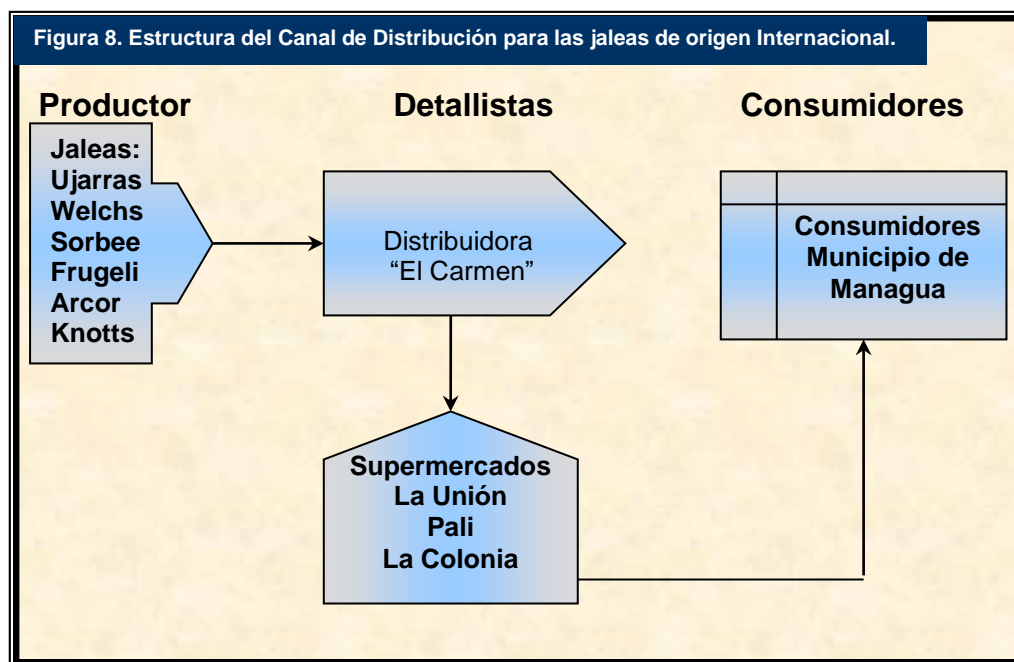 Figura 8. Estructura del Canal de Distribución para las jaleas de origen Internacional.
Productor
Detallistas
Consumidores
Jaleas:
Ujarras
Welchs
Sorbee
Frugeli
Arcor
Knotts
Distribuidora
“El Carmen”
Consumidores
Municipio de
Managua
Supermercados
La Unión
Pali
La Colonia